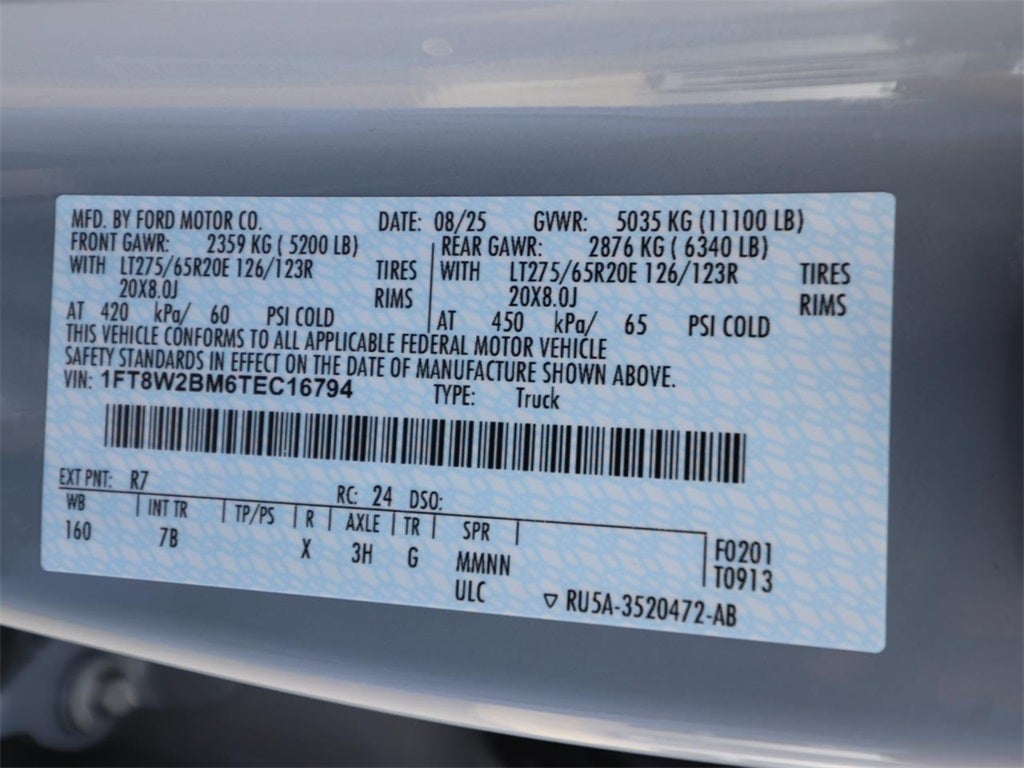 MFD. BY FORD MOTOR CO. DATE: 08/25 GVWR: 5035 KG (11100 LB)
FRONT GAWR: 2359 KG ( 5200 LB) REAR GAWR: 2876 KG ( 6340 LB)
WITH LT275/65R20E 126/123R TIRES WITH LT275/65R20E 126/123R TIRES
20X8.0J RIMS 20X8.0J RIMS
AT 420 kPa/ 60 PSI COLD AT 450 kPa/ 65 PSI COLD
THIS VEHICLE CONFORMS TO ALL APPLICABLE FEDERAL MOTOR VEHICLE
SAFETY STANDARDS IN EFFECT ON THE DATE OF MANUFACTURE SHOWN ABOVE.
VIN: 1FT8W2BM6TEC16794 TYPE: Truck
EXT PNT: R7 RC: 24 DSO:
WB INT TR TP/PS R AXLE TR SPR
160 7B X 3H G MMNN F0201
ULC T0913
▽ RU5A-3520472-AB